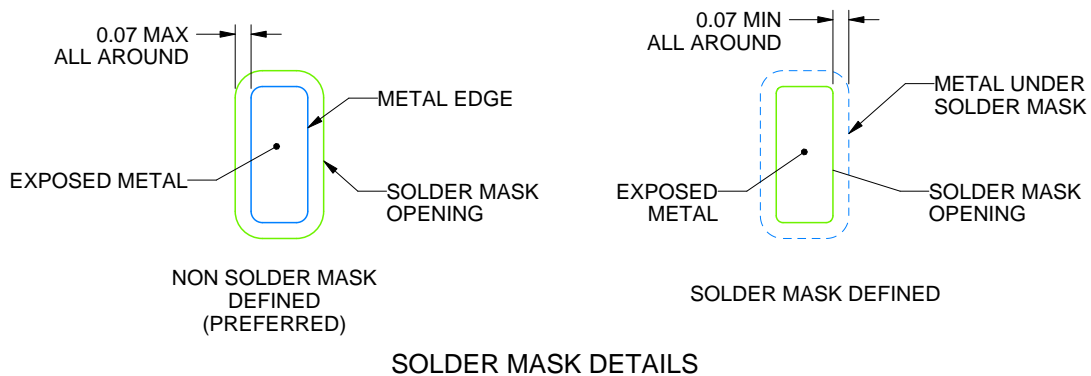 0.07 MAX
ALL AROUND
METAL EDGE
EXPOSED METAL
SOLDER MASK
OPENING
NON SOLDER MASK
DEFINED
(PREFERRED)
0.07 MIN
ALL AROUND
METAL UNDER
SOLDER MASK
EXPOSED
METAL
SOLDER MASK
OPENING
SOLDER MASK DEFINED
SOLDER MASK DETAILS